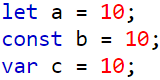 let a = 10;
const b = 10;
var c = 10;